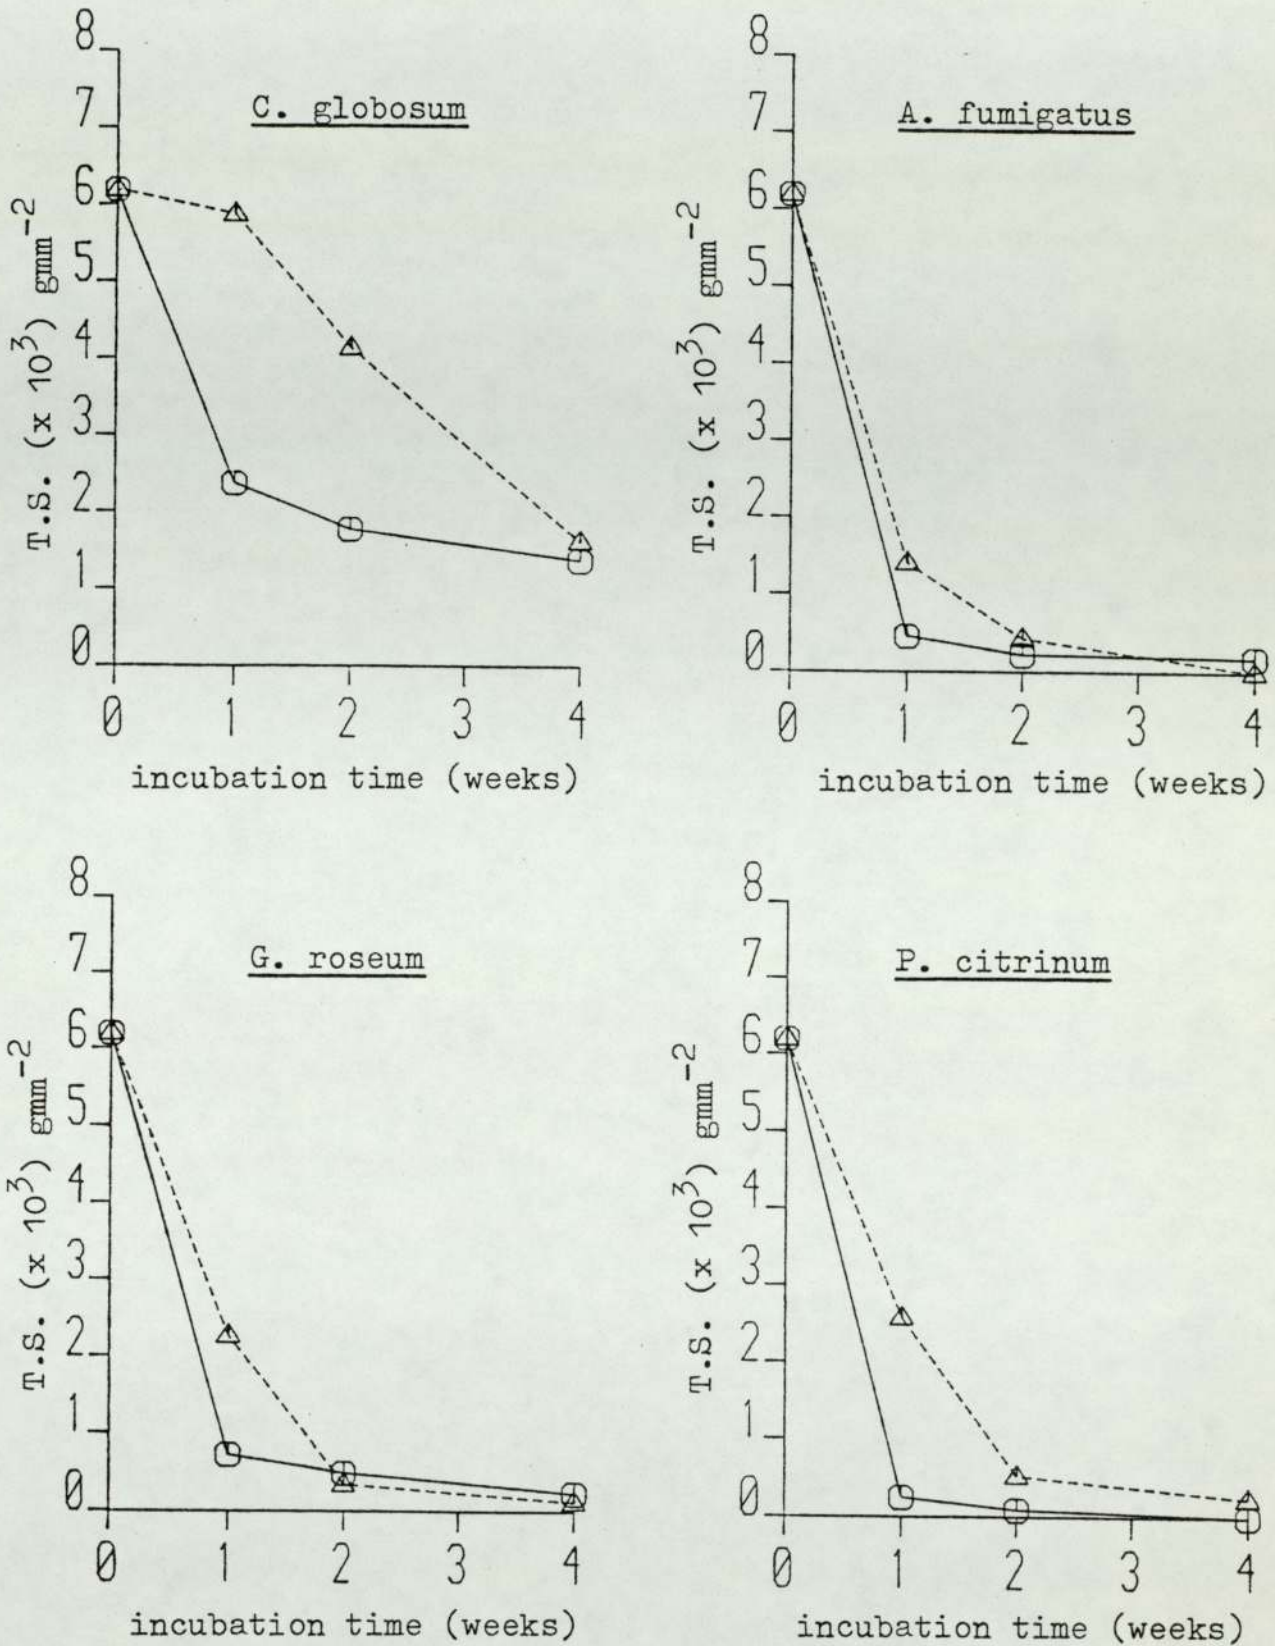 C. globosum
T.S. (x 10³) gmm⁻²
8
7
6
5
4
3
2
1
0
0 1 2 3 4
incubation time (weeks)
A. fumigatus
T.S. (x 10³) gmm⁻²
8
7
6
5
4
3
2
1
0
0 1 2 3 4
incubation time (weeks)
G. roseum
T.S. (x 10³) gmm⁻²
8
7
6
5
4
3
2
1
0
0 1 2 3 4
incubation time (weeks)
P. citrinum
T.S. (x 10³) gmm⁻²
8
7
6
5
4
3
2
1
0
0 1 2 3 4
incubation time (weeks)